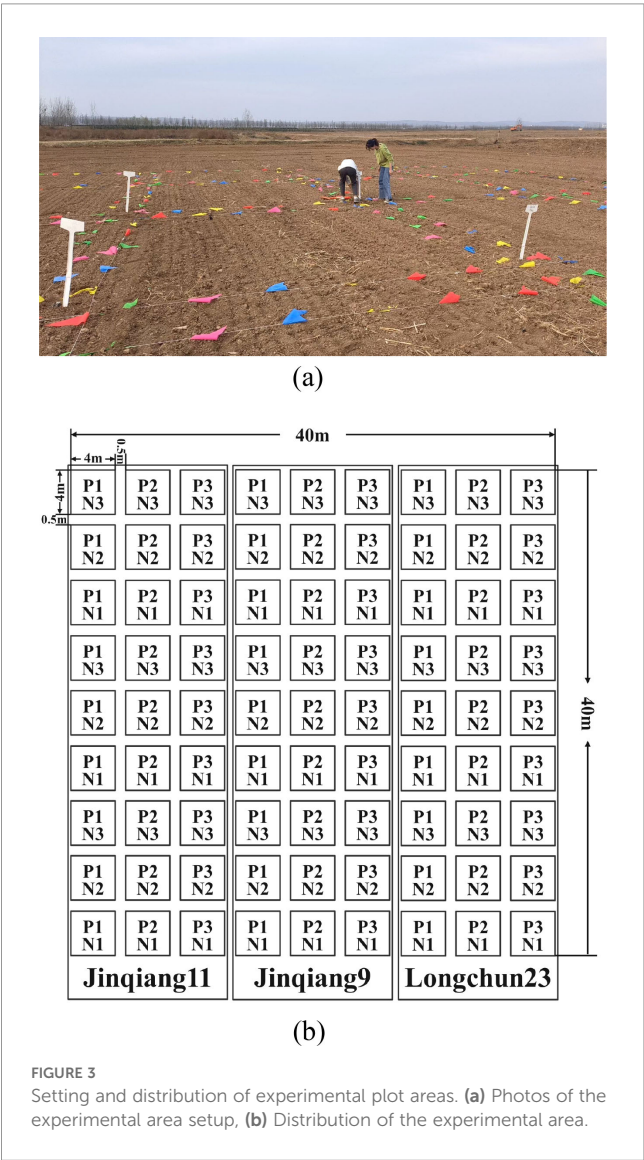 (a)
40m
4m
0.5m
4m
0.5m
P1 P2 P3 P1 P2 P3 P1 P2 P3
N3 N3 N3 N3 N3 N3 N3 N3 N3
P1 P2 P3 P1 P2 P3 P1 P2 P3
N2 N2 N2 N2 N2 N2 N2 N2 N2
P1 P2 P3 P1 P2 P3 P1 P2 P3
N1 N1 N1 N1 N1 N1 N1 N1 N1
P1 P2 P3 P1 P2 P3 P1 P2 P3
N3 N3 N3 N3 N3 N3 N3 N3 N3
40m
P1 P2 P3 P1 P2 P3 P1 P2 P3
N2 N2 N2 N2 N2 N2 N2 N2 N2
P1 P2 P3 P1 P2 P3 P1 P2 P3
N1 N1 N1 N1 N1 N1 N1 N1 N1
P1 P2 P3 P1 P2 P3 P1 P2 P3
N3 N3 N3 N3 N3 N3 N3 N3 N3
P1 P2 P3 P1 P2 P3 P1 P2 P3
N2 N2 N2 N2 N2 N2 N2 N2 N2
P1 P2 P3 P1 P2 P3 P1 P2 P3
N1 N1 N1 N1 N1 N1 N1 N1 N1
Jinqiang11 Jinqiang9 Longchun23
(b)
FIGURE 3
Setting and distribution of experimental plot areas. (a) Photos of the
experimental area setup, (b) Distribution of the experimental area.